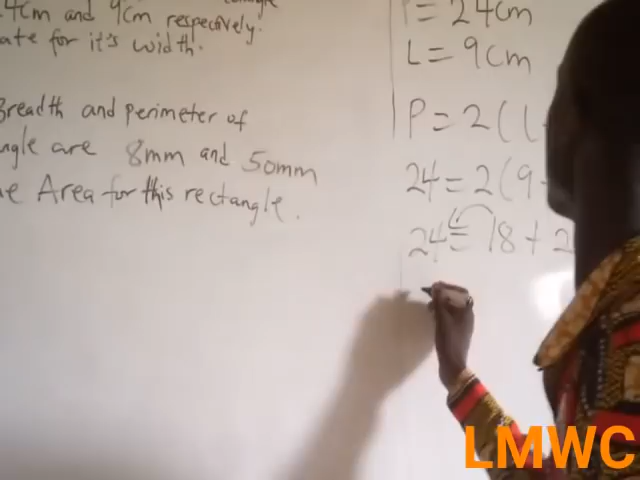 4cm and 9cm respectively.
ate for it's width.
Breadth and perimeter of
ngle are 8mm and 50mm
e Area for this rectangle.
P = 24cm
L = 9cm
P = 2(l
24 = 2(9
24 = 18 + 2
LMWC